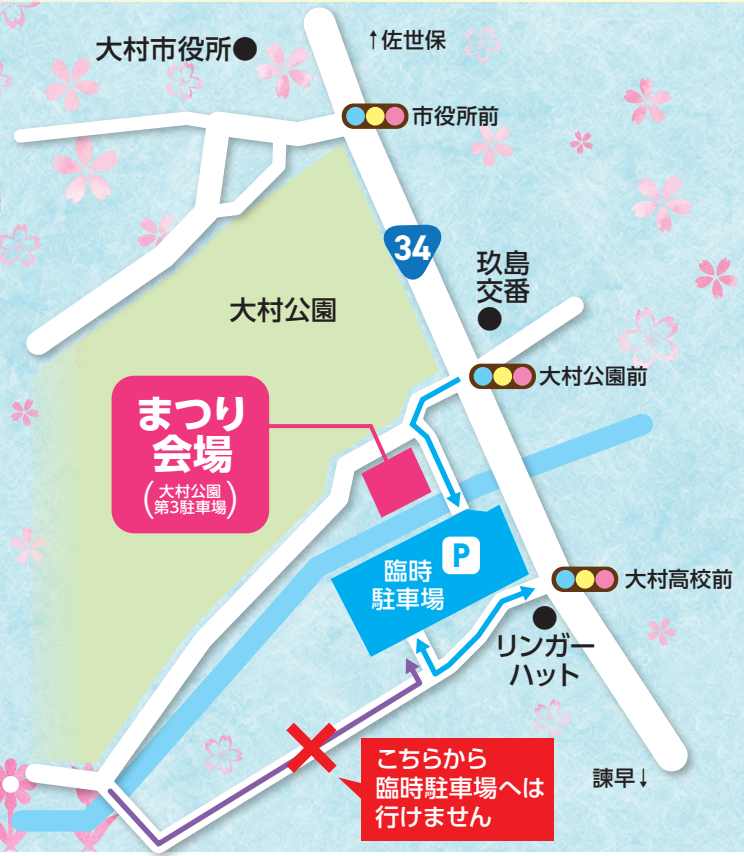 大村市役所
↑佐世保
市役所前
34
玖島
交番
大村公園
大村公園前
まつり
会場
(大村公園
第3駐車場)
P
臨時
駐車場
大村高校前
リンガー
ハット
こちらから
臨時駐車場へは
行けません
諫早↓